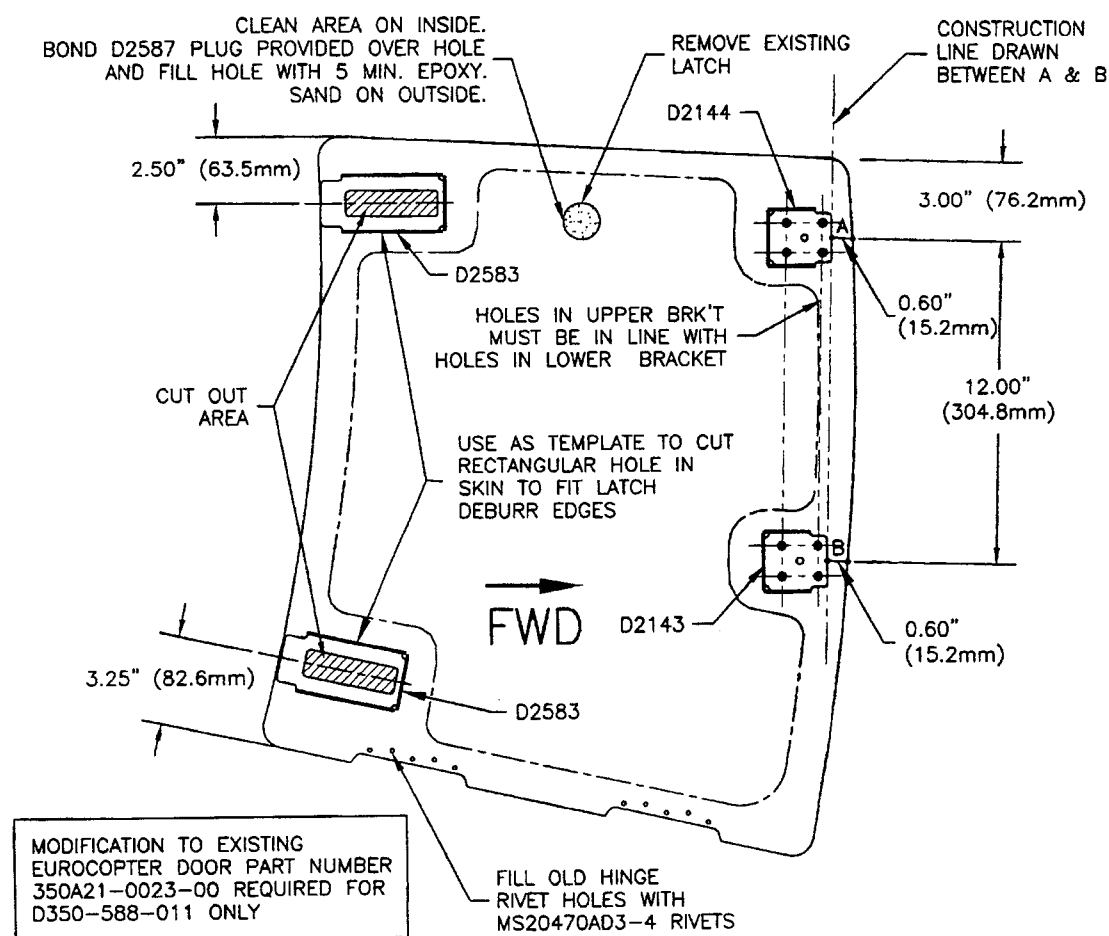 CLEAN AREA ON INSIDE.
BOND D2587 PLUG PROVIDED OVER HOLE
AND FILL HOLE WITH 5 MIN. EPOXY.
SAND ON OUTSIDE.
REMOVE EXISTING
LATCH
CONSTRUCTION
LINE DRAWN
BETWEEN A & B
D2144
2.50" (63.5mm)
3.00" (76.2mm)
A
D2583
0.60"
(15.2mm)
HOLES IN UPPER BRK'T
MUST BE IN LINE WITH
HOLES IN LOWER BRACKET
12.00"
(304.8mm)
CUT OUT
AREA
USE AS TEMPLATE TO CUT
RECTANGULAR HOLE IN
SKIN TO FIT LATCH
DEBURR EDGES
B
FWD
D2143
0.60"
(15.2mm)
3.25" (82.6mm)
D2583
MODIFICATION TO EXISTING
EUROCOPTER DOOR PART NUMBER
350A21-0023-00 REQUIRED FOR
D350-588-011 ONLY
FILL OLD HINGE
RIVET HOLES WITH
MS20470AD3-4 RIVETS